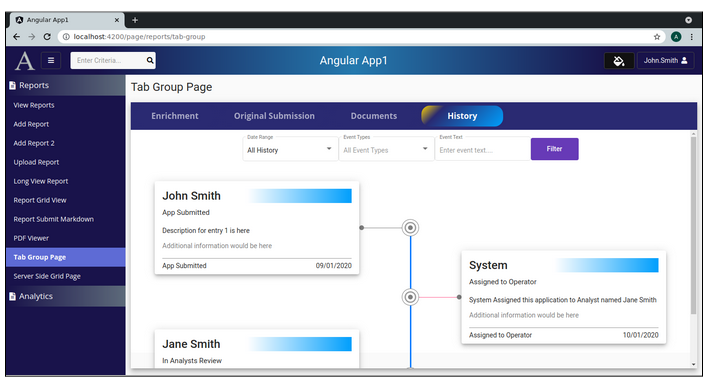 Angular App1
localhost:4200/page/reports/tab-group
A
A
Enter Criteria...
Angular App1
John.Smith
Reports
View Reports
Add Report
Add Report 2
Upload Report
Long View Report
Report Grid View
Report Submit Markdown
PDF Viewer
Tab Group Page
Server Side Grid Page
Analytics
Tab Group Page
Enrichment
Original Submission
Documents
History
Date Range
All History
Event Types
All Event Types
Event Text
Enter event text...
Filter
John Smith
App Submitted
Description for entry 1 is here
Additional information would be here
App Submitted 09/01/2020
System
Assigned to Operator
System Assigned this application to Analyst named Jane Smith
Additional information would be here
Assigned to Operator 10/01/2020
Jane Smith
In Analysts Review